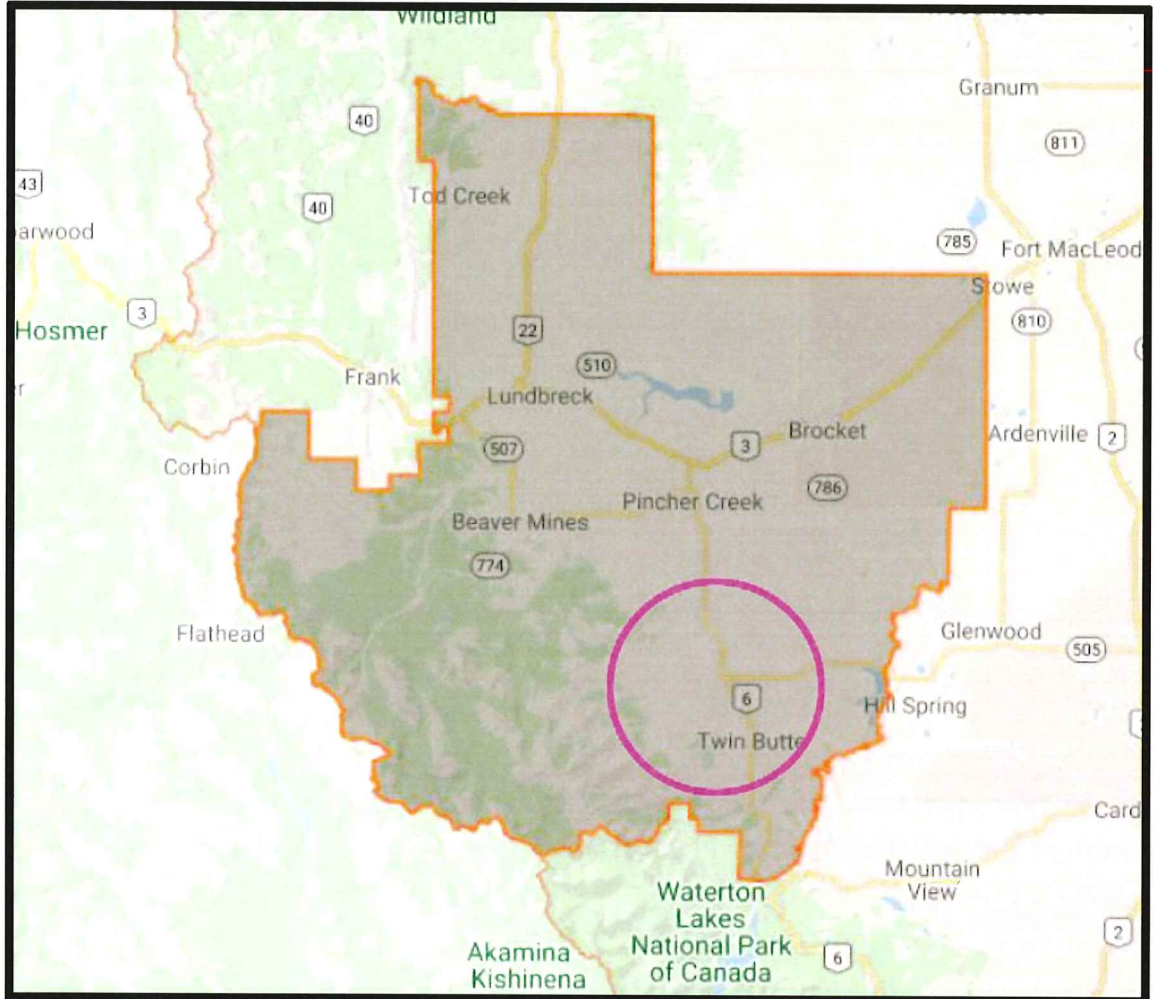 Wildland
Granum
40
811
43
Tod Creek
40
arwood
785
Fort MacLeod
Stowe
3
810
Hosmer
22
510
Frank
Lundbreck
Brocket
Ardenville
2
3
507
Corbin
786
Pincher Creek
Beaver Mines
774
Flathead
Glenwood
505
6
Hill Spring
Twin Butte
Card
Mountain
View
Waterton
Lakes
National Park
of Canada
2
Akamina
Kishinena
6